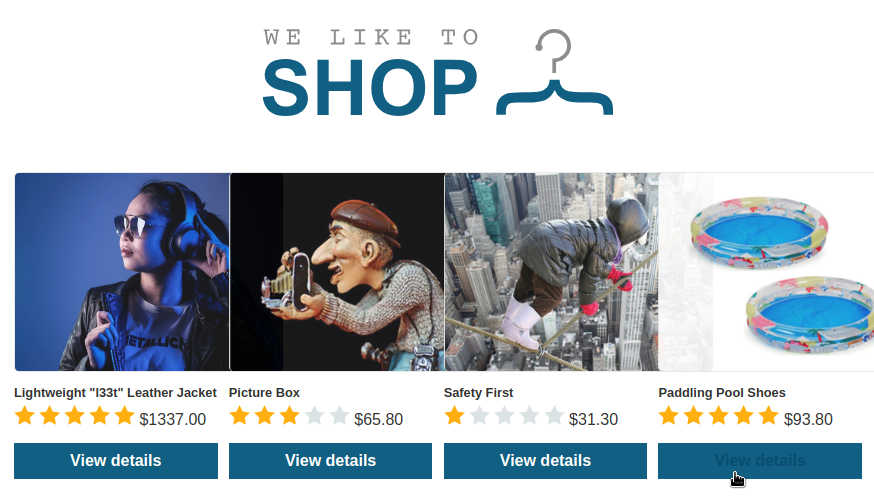 WE LIKE TO
SHOP
METALLICA
Lightweight "l33t" Leather Jacket
Picture Box
Safety First
Paddling Pool Shoes
$1337.00
$65.80
$31.30
$93.80
View details
View details
View details
View details